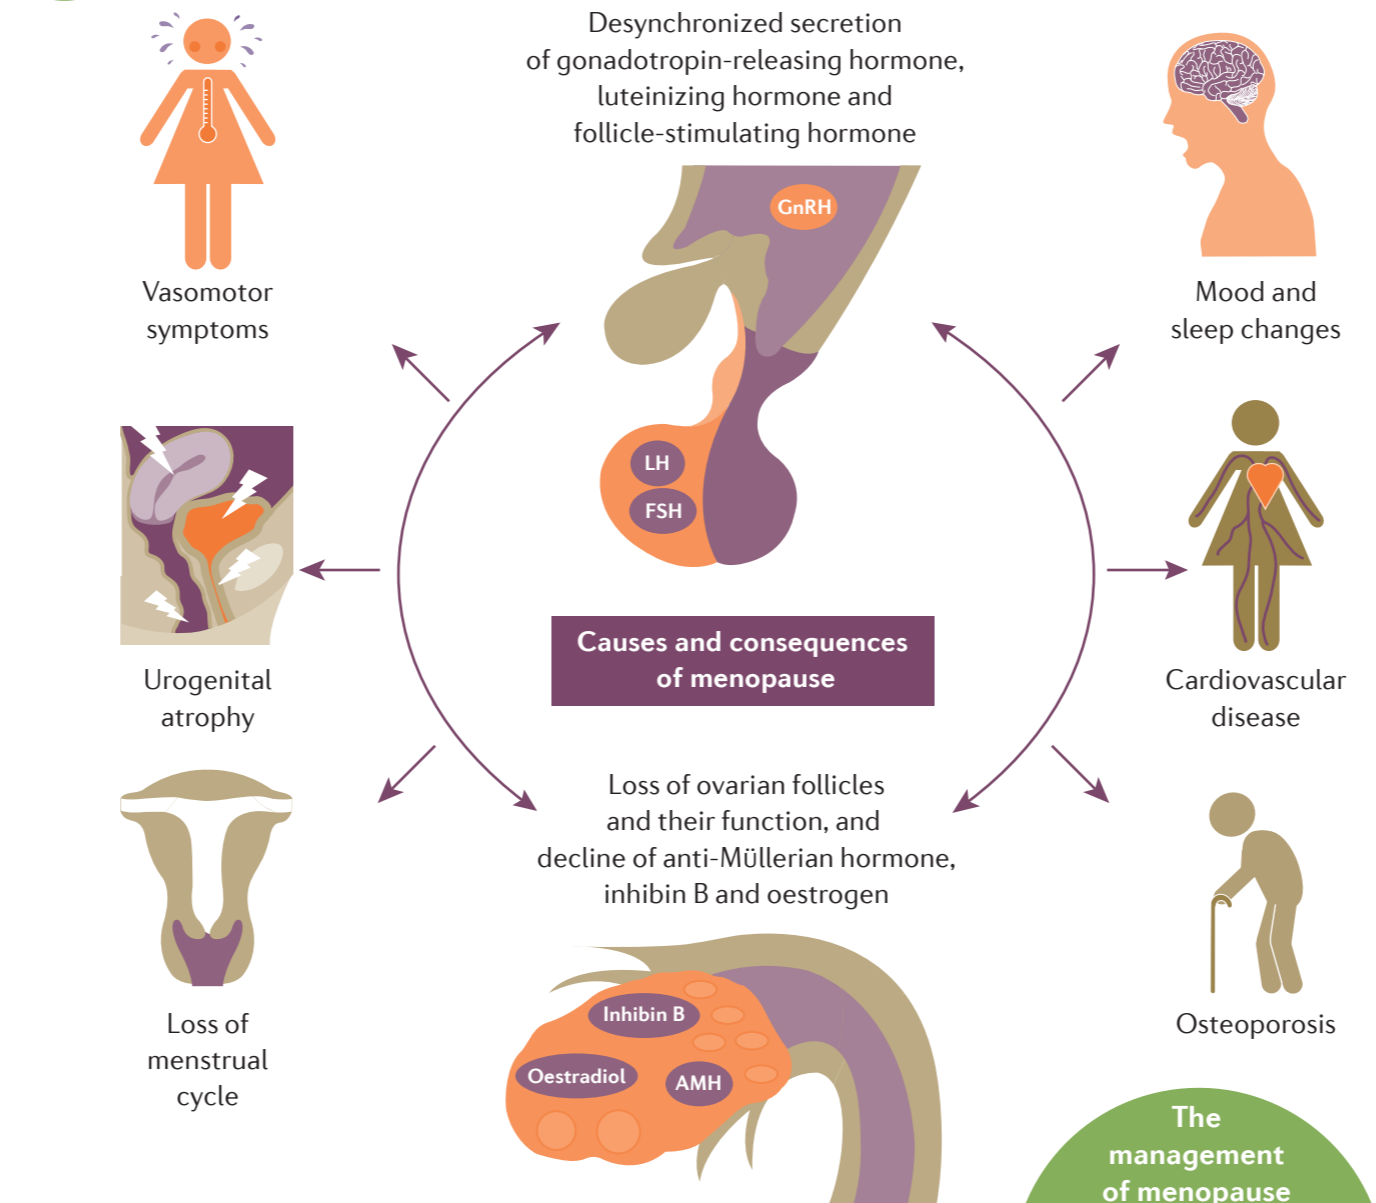 Desynchronized secretion
of gonadotropin-releasing hormone,
luteinizing hormone and
follicle-stimulating hormone
GnRH
Vasomotor
symptoms
Mood and
sleep changes
LH
FSH
Causes and consequences
of menopause
Urogenital
atrophy
Cardiovascular
disease
Loss of ovarian follicles
and their function, and
decline of anti-Müllerian hormone,
inhibin B and oestrogen
Inhibin B
Oestradiol
AMH
Loss of
menstrual
cycle
Osteoporosis
The
management
of menopause